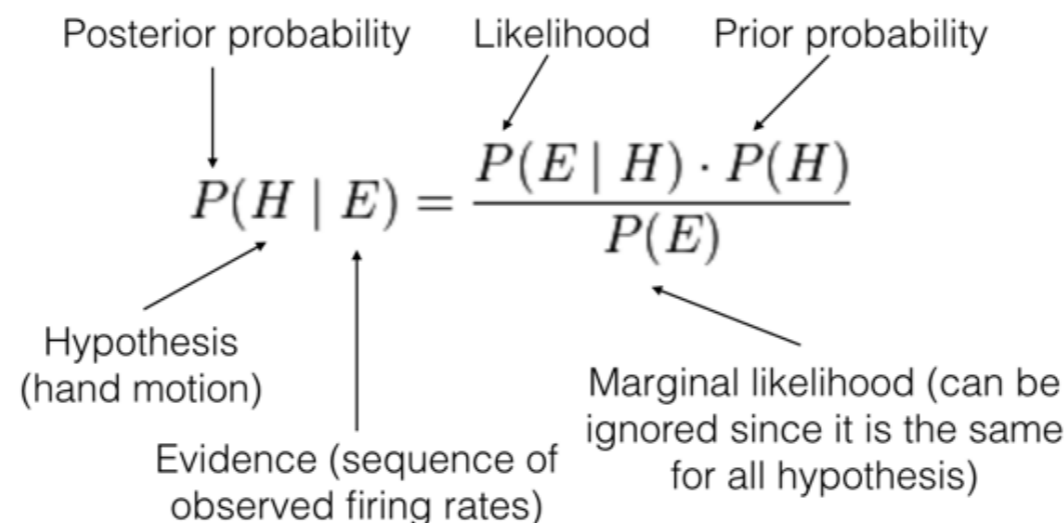 Posterior probability Likelihood Prior probability
P(H | E) = P(E | H) · P(H) / P(E)
Hypothesis
(hand motion)
Evidence (sequence of
observed firing rates)
Marginal likelihood (can be
ignored since it is the same
for all hypothesis)